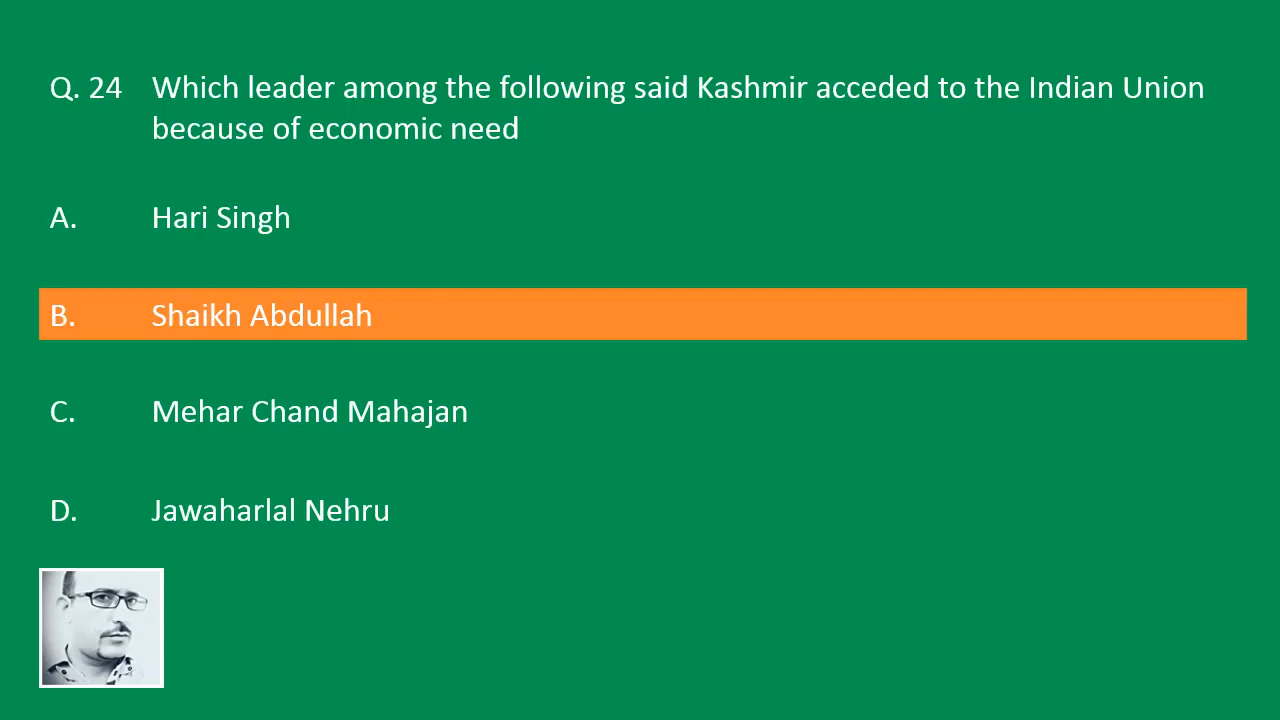 Q. 24 Which leader among the following said Kashmir acceded to the Indian Union
because of economic need
A. Hari Singh
B. Shaikh Abdullah
C. Mehar Chand Mahajan
D. Jawaharlal Nehru